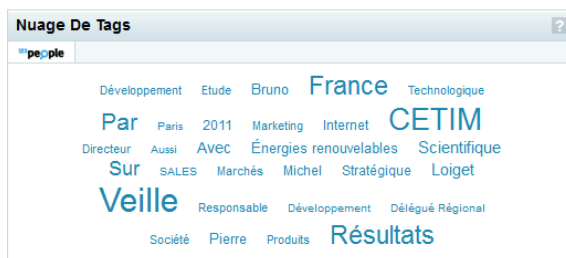 Nuage De Tags ?
123people
Développement Etude Bruno France Technologique
Par Paris 2011 Marketing Internet CETIM
Directeur Aussi Avec Énergies renouvelables Scientifique
Sur SALES Marchés Michel Stratégique Loiget
Veille Responsable Développement Délégué Régional
Société Pierre Produits Résultats